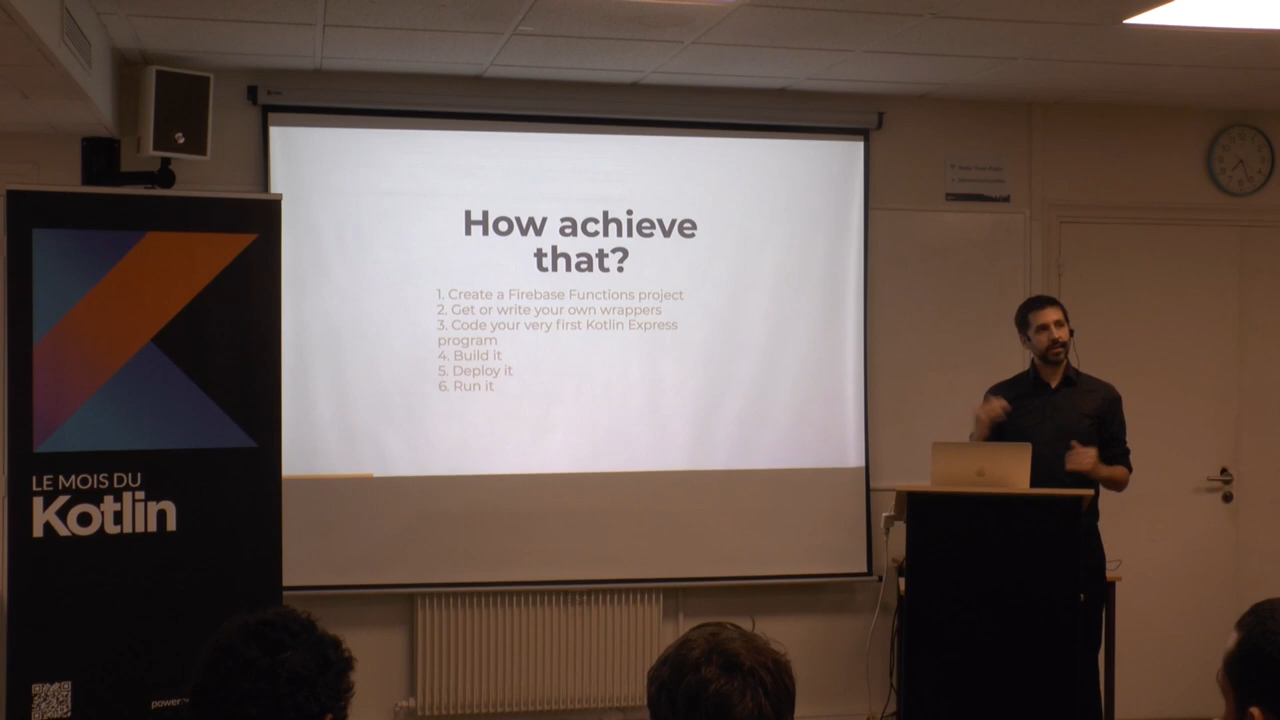 How achieve
that?
1. Create a Firebase Functions project
2. Get or write your own wrappers
3. Code your very first Kotlin Express
program
4. Build it
5. Deploy it
6. Run it
LE MOIS DU
Kotlin